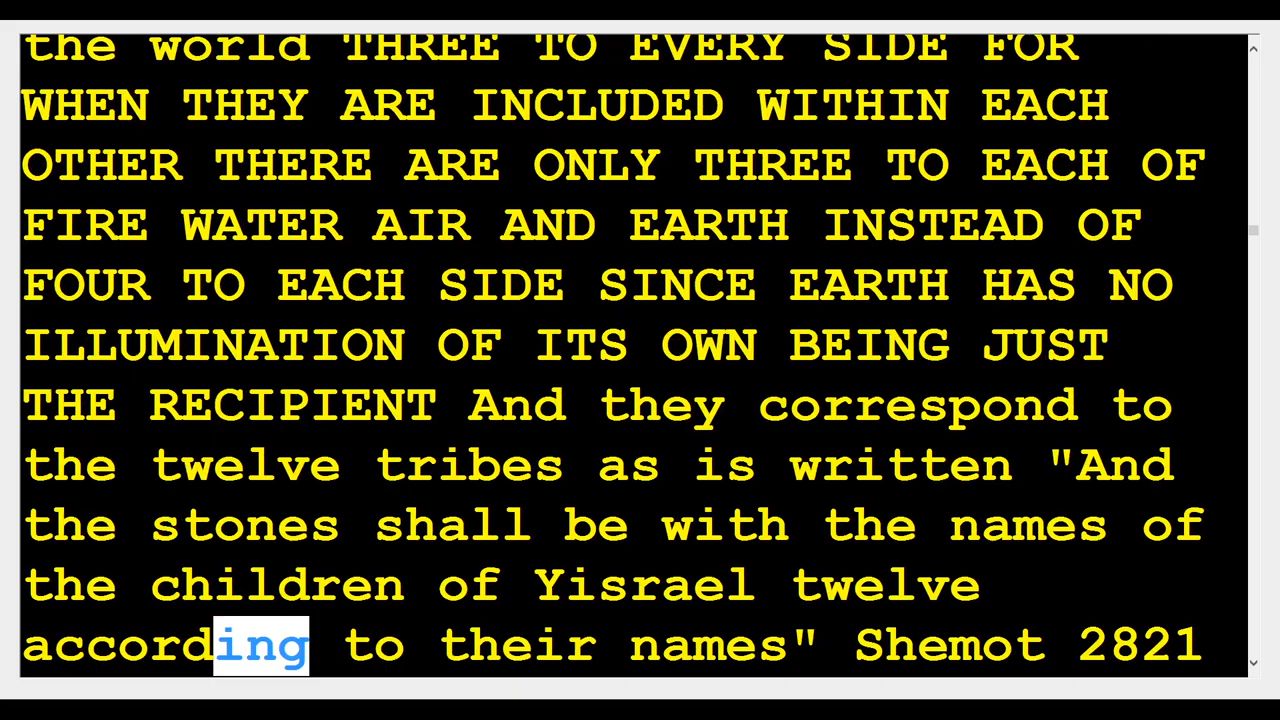 the world THREE TO EVERY SIDE FOR
WHEN THEY ARE INCLUDED WITHIN EACH
OTHER THERE ARE ONLY THREE TO EACH OF
FIRE WATER AIR AND EARTH INSTEAD OF
FOUR TO EACH SIDE SINCE EARTH HAS NO
ILLUMINATION OF ITS OWN BEING JUST
THE RECIPIENT And they correspond to
the twelve tribes as is written "And
the stones shall be with the names of
the children of Yisrael twelve
according to their names" Shemot 2821